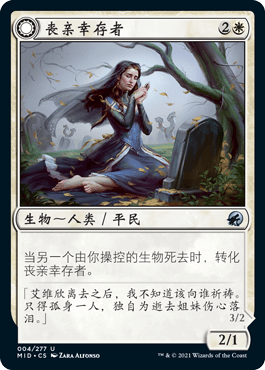 丧亲幸存者 2
生物～人类／平民
当另一个由你操控的生物死去时，转化
丧亲幸存者。
「艾维欣离去之后，我不知道该向谁祈祷。
只得孤身一人，独自为逝去姐妹伤心落
泪。」
3/2
2/1
004/277 U
MID • CS ZARA ALFONSO
™ & © 2021 Wizards of the Coast